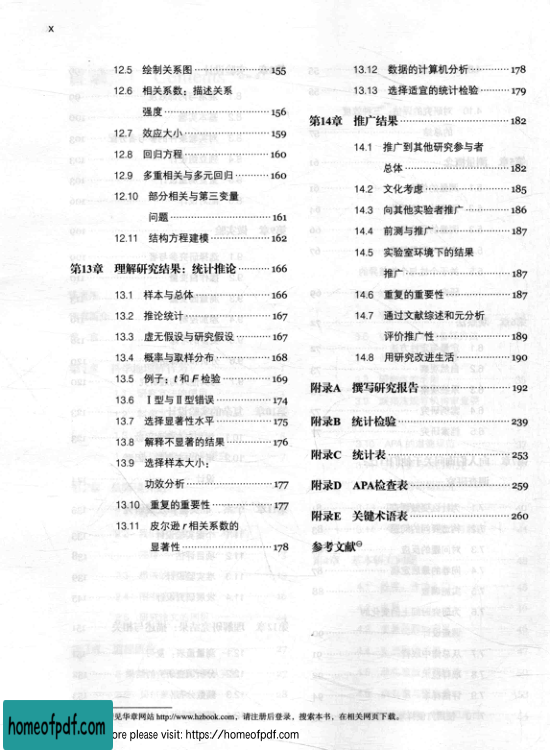 x
12.5 绘制关系图 155
12.6 相关系数：描述关系
强度 156
12.7 效应大小 159
12.8 回归方程 160
12.9 多重相关与多元回归 160
12.10 部分相关与第三变量
问题 161
12.11 结构方程建模 162
第13章 理解研究结果：统计推论 166
13.1 样本与总体 166
13.2 推论统计 167
13.3 虚无假设与研究假设 167
13.4 概率与取样分布 168
13.5 例子：t和F检验 169
13.6 Ⅰ型与Ⅱ型错误 174
13.7 选择显著性水平 175
13.8 解释不显著的结果 176
13.9 选择样本大小：
功效分析 177
13.10 重复的重要性 177
13.11 皮尔逊r相关系数的
显著性 178
13.12 数据的计算机分析 178
13.13 选择适宜的统计检验 179
第14章 推广结果 182
14.1 推广到其他研究参与者
总体 182
14.2 文化考虑 185
14.3 向其他实验者推广 186
14.4 前测与推广 187
14.5 实验室环境下的结果
推广 187
14.6 重复的重要性 187
14.7 通过文献综述和元分析
评价推广性 189
14.8 用研究改进生活 190
附录A 撰写研究报告 192
附录B 统计检验 239
附录C 统计表 253
附录D APA检查表 259
附录E 关键术语表 260
参考文献⊖
见华章网站 http://www.hzbook.com，请注册后登录，搜索本书，在相关网页下载。
homeofpdf.com
ore please visit: https://homeofpdf.com